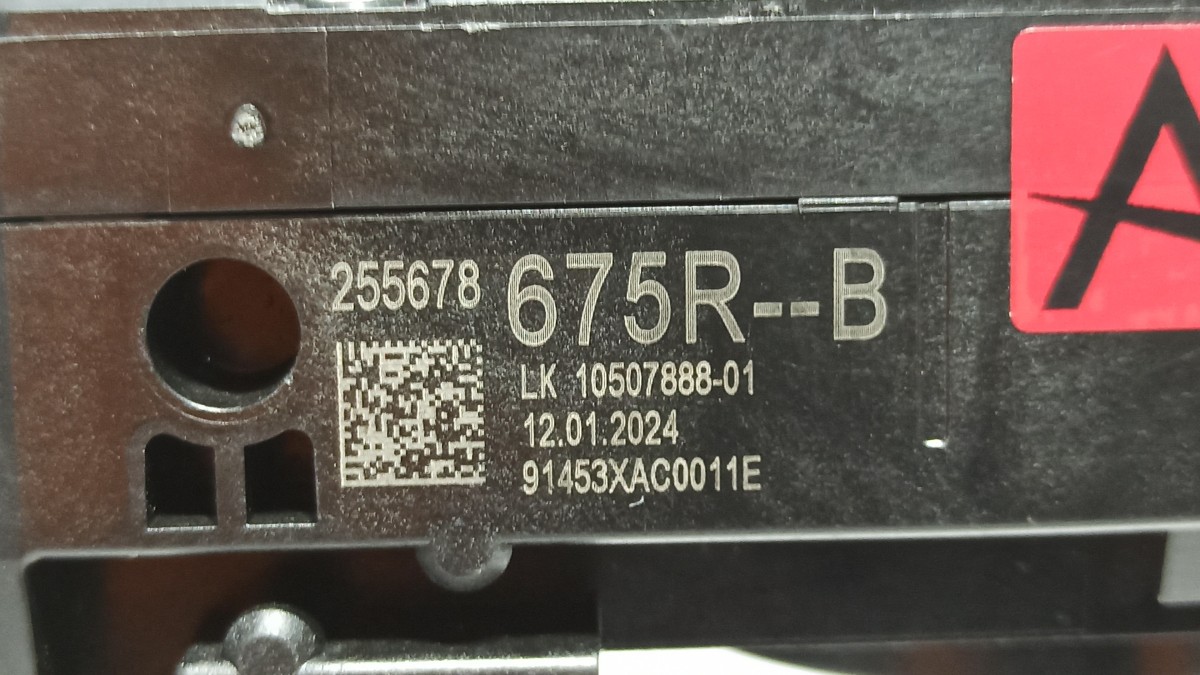 255678 675R--B
LK 10507888-01
12.01.2024
91453XAC0011E
A